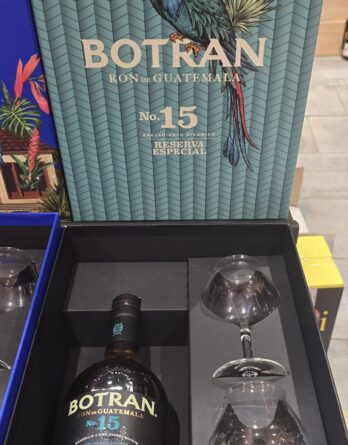 BOTRAN
RON DE GUATEMALA
No. 15
AÑEJAMIENTO DINÁMICO
RESERVA
ESPECIAL
BOTRAN
RON DE GUATEMALA
No. 15